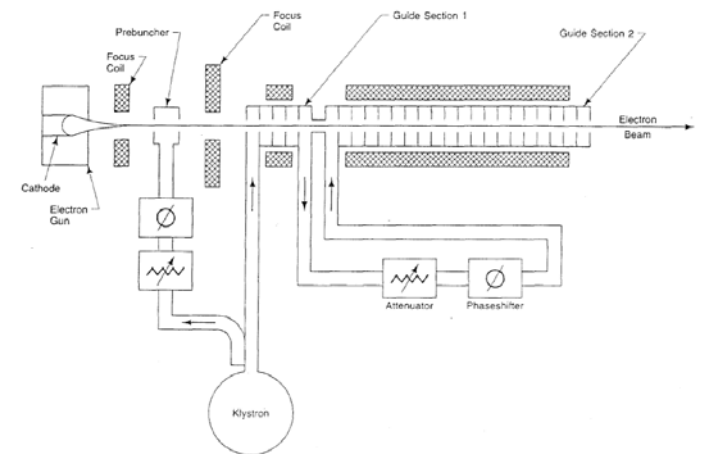 Guide Section 1
Focus
Coil
Prebuncher
Guide Section 2
Focus
Coil
Electron
Beam
Cathode
Electron
Gun
Ø
Ø
Attenuator
Phaseshifter
Klystron